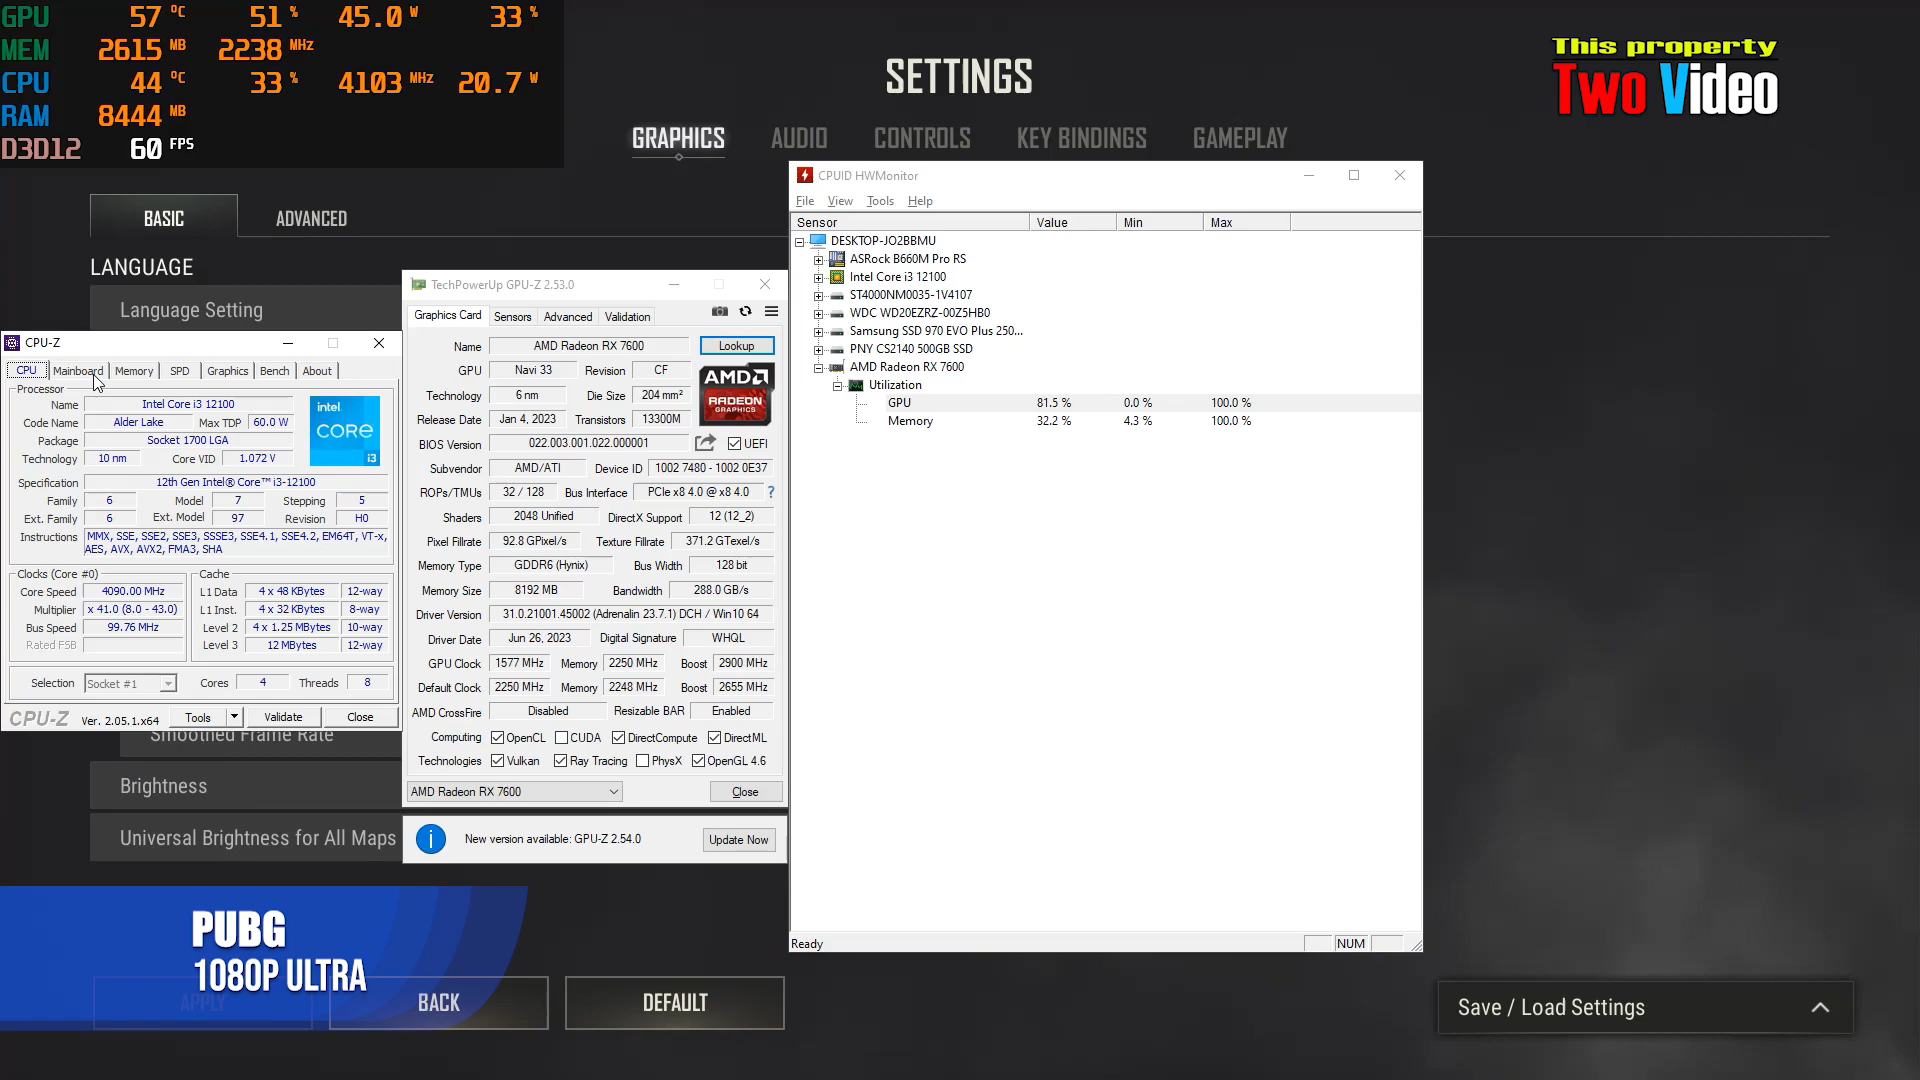 GPU 57 °C 51 % 45.0 W 33 %
MEM 2615 MB 2238 MHz
CPU 44 °C 33 % 4103 MHz 20.7 W
RAM 8444 MB
D3D12 60 FPS
SETTINGS
This property
Two Video
GRAPHICS AUDIO CONTROLS KEY BINDINGS GAMEPLAY
BASIC ADVANCED
LANGUAGE
Language Setting
CPU-Z
CPU Mainboard Memory SPD Graphics Bench About
Processor
Name Intel Core i3 12100
Code Name Alder Lake Max TDP 60.0 W
Package Socket 1700 LGA
Technology 10 nm Core VID 1.072 V
intel
CORE
i3
Specification 12th Gen Intel® Core™ i3-12100
Family 6 Model 7 Stepping 5
Ext. Family 6 Ext. Model 97 Revision H0
Instructions MMX, SSE, SSE2, SSE3, SSSE3, SSE4.1, SSE4.2, EM64T, VT-x,
AES, AVX, AVX2, FMA3, SHA
Clocks (Core #0)
Core Speed 4090.00 MHz
Multiplier x 41.0 (8.0 - 43.0)
Bus Speed 99.76 MHz
Rated FSB
Cache
L1 Data 4 x 48 KBytes 12-way
L1 Inst. 4 x 32 KBytes 8-way
Level 2 4 x 1.25 MBytes 10-way
Level 3 12 MBytes 12-way
Selection Socket #1 Cores 4 Threads 8
CPU-Z Ver. 2.05.1.x64 Tools Validate Close
Smoothed Frame Rate
Brightness
Universal Brightness for All Maps
TechPowerUp GPU-Z 2.53.0
Graphics Card Sensors Advanced Validation
Name AMD Radeon RX 7600 Lookup
GPU Navi 33 Revision CF
Technology 6 nm Die Size 204 mm²
Release Date Jan 4, 2023 Transistors 13300M
AMD
RADEON
GRAPHICS
BIOS Version 022.003.001.022.000001 UEFI
Subvendor AMD/ATI Device ID 1002 7480 - 1002 0E37
ROPs/TMUs 32 / 128 Bus Interface PCIe x8 4.0 @ x8 4.0 ?
Shaders 2048 Unified DirectX Support 12 (12_2)
Pixel Fillrate 92.8 GPixel/s Texture Fillrate 371.2 GTexel/s
Memory Type GDDR6 (Hynix) Bus Width 128 bit
Memory Size 8192 MB Bandwidth 288.0 GB/s
Driver Version 31.0.21001.45002 (Adrenalin 23.7.1) DCH / Win10 64
Driver Date Jun 26, 2023 Digital Signature WHQL
GPU Clock 1577 MHz Memory 2250 MHz Boost 2900 MHz
Default Clock 2250 MHz Memory 2248 MHz Boost 2655 MHz
AMD CrossFire Disabled Resizable BAR Enabled
Computing OpenCL CUDA DirectCompute DirectML
Technologies Vulkan Ray Tracing PhysX OpenGL 4.6
AMD Radeon RX 7600 Close
New version available: GPU-Z 2.54.0 Update Now
CPUID HWMonitor
File View Tools Help
Sensor Value Min Max
DESKTOP-JO2BBMU
ASRock B660M Pro RS
Intel Core i3 12100
ST4000NM0035-1V4107
WDC WD20EZRZ-00Z5HB0
Samsung SSD 970 EVO Plus 250...
PNY CS2140 500GB SSD
AMD Radeon RX 7600
Utilization
GPU 81.5 % 0.0 % 100.0 %
Memory 32.2 % 4.3 % 100.0 %
Ready NUM
PUBG
1080P ULTRA
APPLY BACK DEFAULT
Save / Load Settings